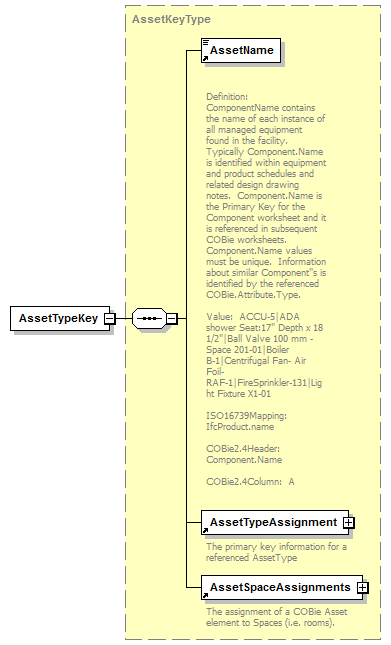 AssetKeyType
AssetName
Definition:
ComponentName contains
the name of each instance of
all managed equipment
found in the facility.
Typically Component.Name
is identified within equipment
and product schedules and
related design drawing
notes.  Component.Name is
the Primary Key for the
Component worksheet and it
is referenced in subsequent
COBie worksheets.
Component.Name values
must be unique.  Information
about similar Component"s is
identified by the referenced
COBie.Attribute.Type.
Value:  ACCU-5|ADA
shower Seat:17" Depth x 18
1/2"|Ball Valve 100 mm -
Space 201-01|Boiler
B-1|Centrifugal Fan- Air
Foil-
RAF-1|FireSprinkler-131|Lig
ht Fixture X1-01
ISO16739Mapping:
IfcProduct.name
COBie2.4Header:
Component.Name
COBie2.4Column:  A
AssetTypeKey
AssetTypeAssignment
The primary key information for a
referenced AssetType
AssetSpaceAssignments
The assignment of a COBie Asset
element to Spaces (i.e. rooms).